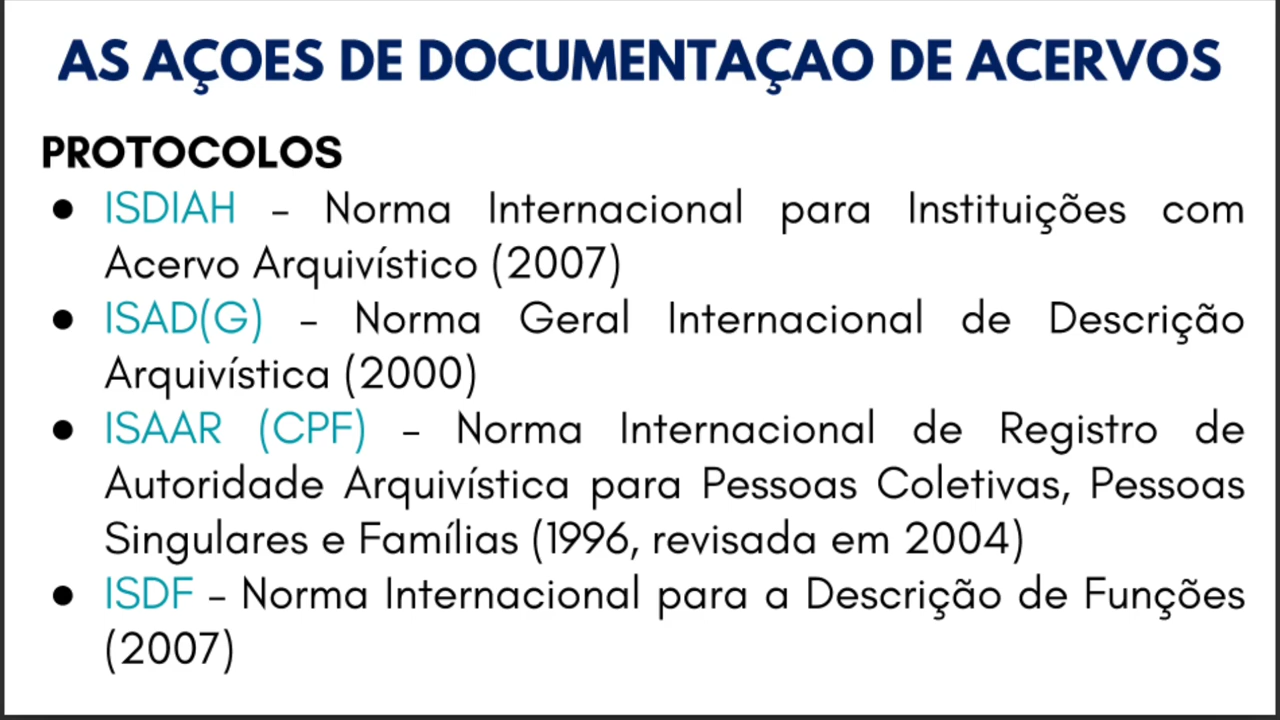 AS AÇOES DE DOCUMENTAÇAO DE ACERVOS
PROTOCOLOS
● ISDIAH – Norma Internacional para Instituições com
Acervo Arquivístico (2007)
● ISAD(G) – Norma Geral Internacional de Descrição
Arquivística (2000)
● ISAAR (CPF) – Norma Internacional de Registro de
Autoridade Arquivística para Pessoas Coletivas, Pessoas
Singulares e Famílias (1996, revisada em 2004)
● ISDF – Norma Internacional para a Descrição de Funções
(2007)